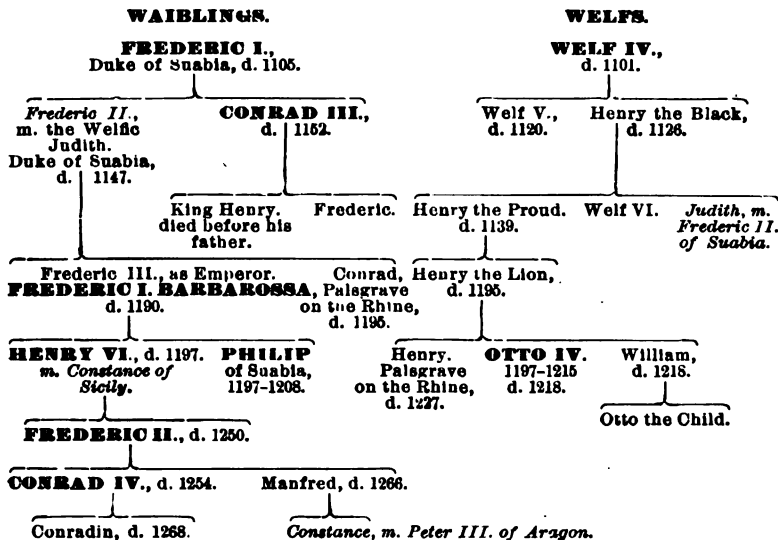 WAIBLINGS.
WELFS.
FREDERIC I.,
Duke of Suabia, d. 1105.
WELF IV.,
d. 1101.
Frederic II.,
m. the Welfic
Judith.
Duke of Suabia,
d. 1147.
CONRAD III.,
d. 1152.
Welf V.,
d. 1120.
Henry the Black,
d. 1126.
King Henry.
died before his
father.
Frederic.
Henry the Proud.
d. 1139.
Welf VI.
Judith, m.
Frederic II.
of Suabia.
Frederic III., as Emperor.
FREDERIC I. BARBAROSSA,
d. 1190.
Conrad,
Palsgrave
on the Rhine,
d. 1195.
Henry the Lion,
d. 1195.
HENRY VI., d. 1197.
m. Constance of
Sicily.
PHILIP
of Suabia,
1197-1208.
Henry.
Palsgrave
on the Rhine,
d. 1227.
OTTO IV.
1197-1215
d. 1218.
William,
d. 1218.
Otto the Child.
FREDERIC II., d. 1250.
CONRAD IV., d. 1254.
Manfred, d. 1266.
Conradin, d. 1268.
Constance, m. Peter III. of Aragon.